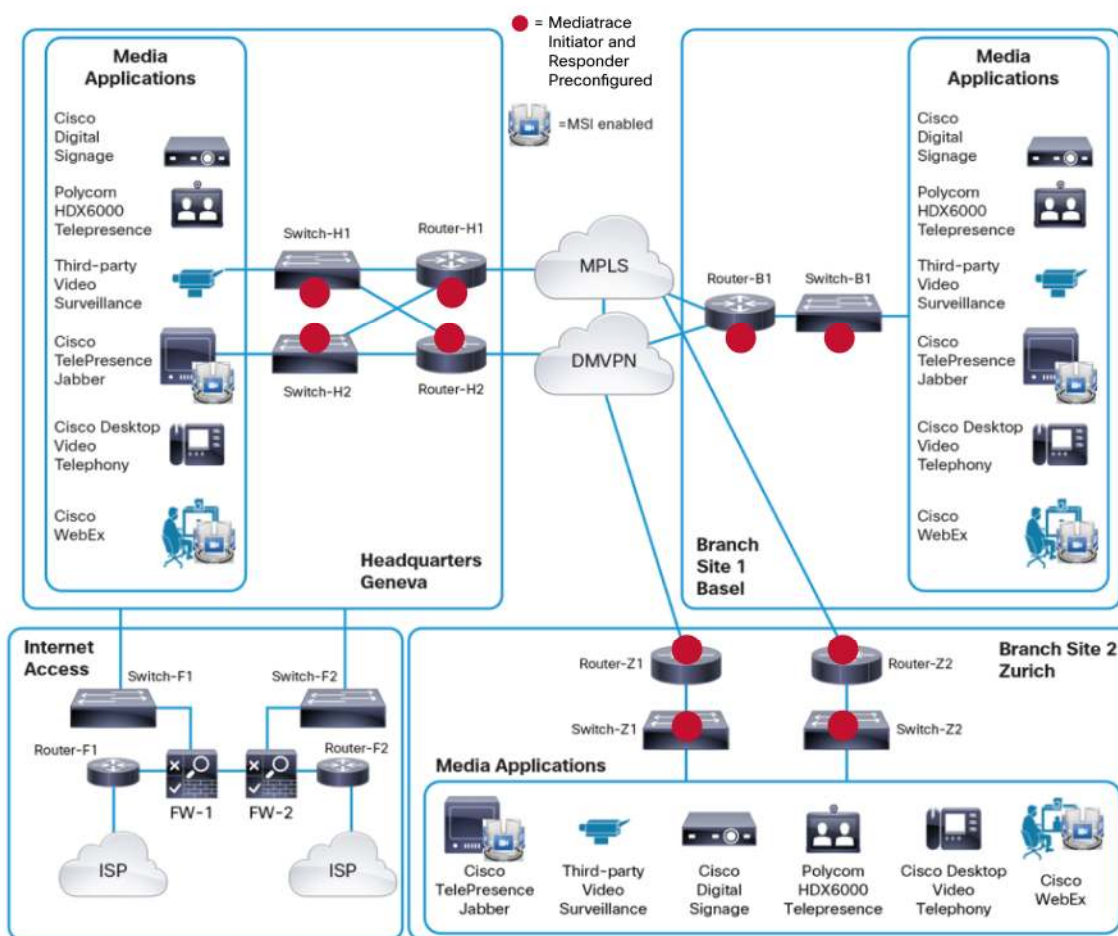 = Mediatrace
Initiator and
Responder
Preconfigured
=MSI enabled
Media
Applications
Cisco
Digital
Signage
Polycom
HDX6000
Telepresence
Third-party
Video
Surveillance
Cisco
TelePresence
Jabber
Cisco Desktop
Video
Telephony
Cisco
WebEx
Switch-H1
Router-H1
Switch-H2
Router-H2
Headquarters
Geneva
MPLS
DMVPN
Router-B1
Switch-B1
Media
Applications
Cisco
Digital
Signage
Polycom
HDX6000
Telepresence
Third-party
Video
Surveillance
Cisco
TelePresence
Jabber
Cisco Desktop
Video
Telephony
Cisco
WebEx
Branch
Site 1
Basel
Internet
Access
Switch-F1
Switch-F2
Router-F1
Router-F2
FW-1
FW-2
ISP
ISP
Branch Site 2
Zurich
Router-Z1
Router-Z2
Switch-Z1
Switch-Z2
Media Applications
Cisco
TelePresence
Jabber
Third-party
Video
Surveillance
Cisco
Digital
Signage
Polycom
HDX6000
Telepresence
Cisco Desktop
Video
Telephony
Cisco
WebEx